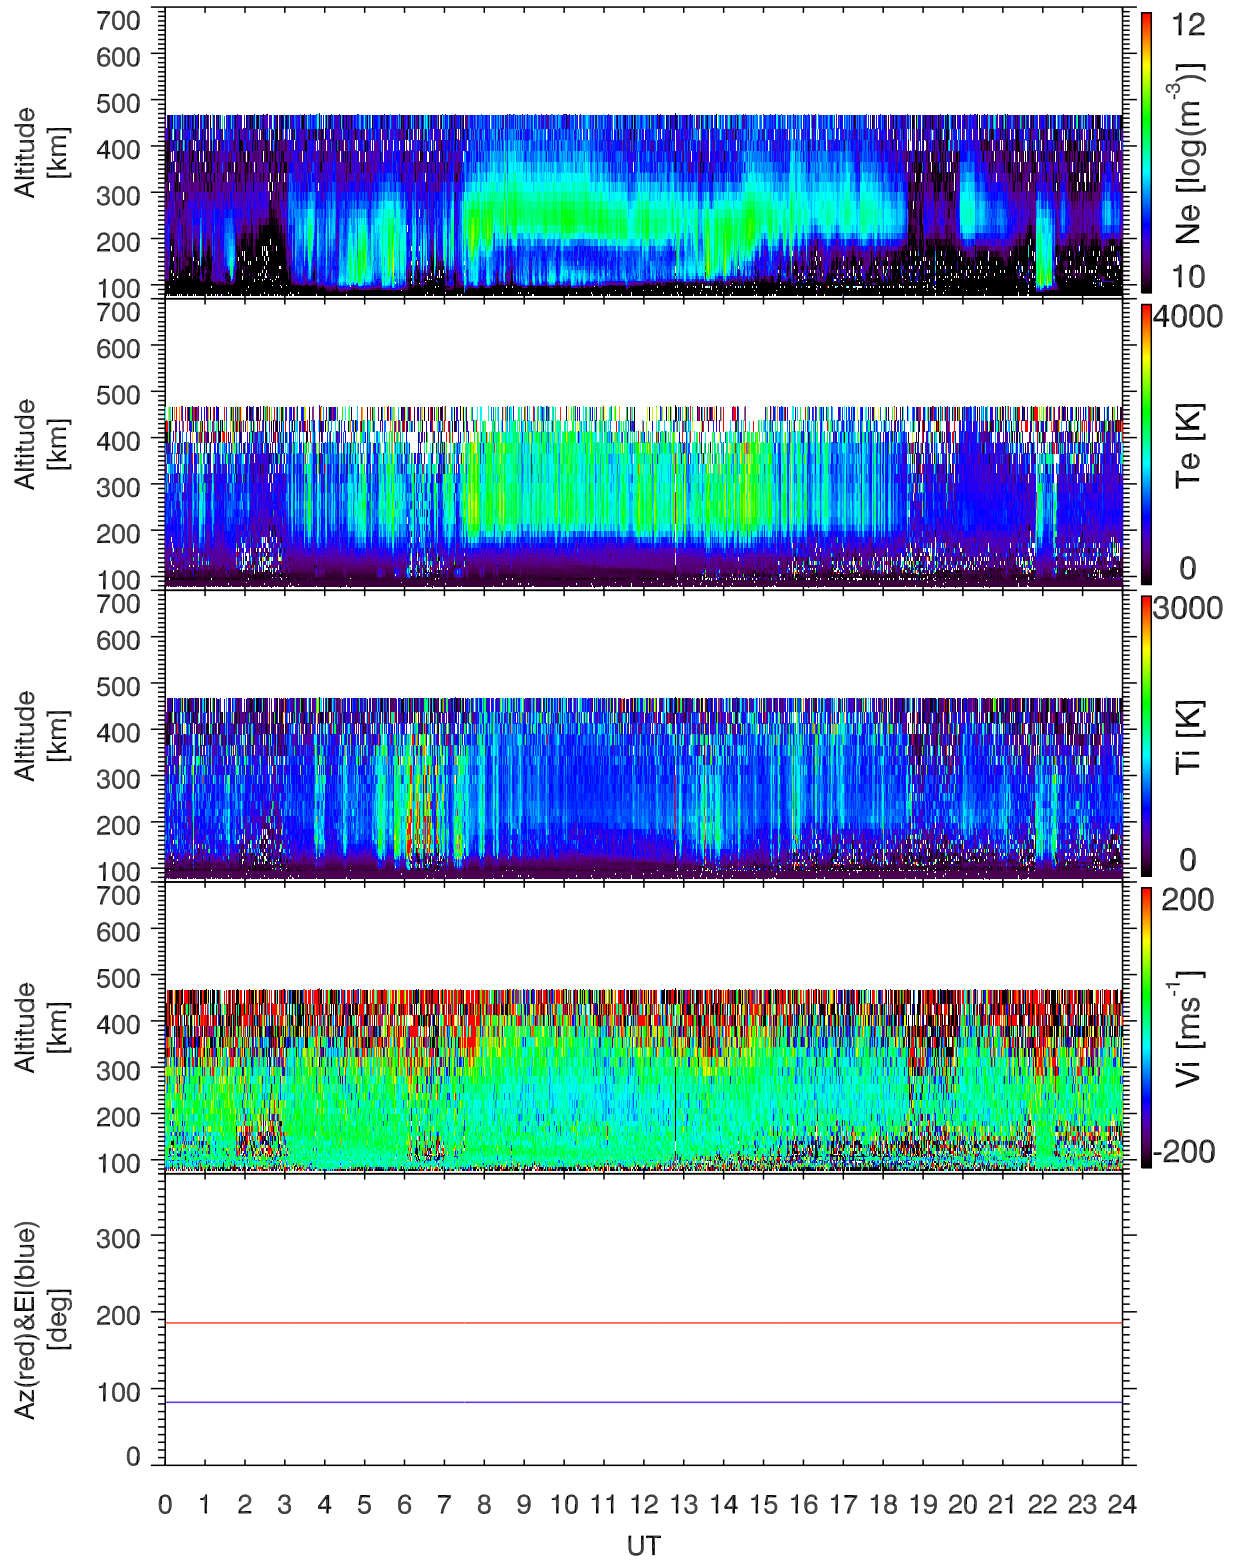 700
600
500
400
300
200
100
Altitude
[km]
12
10
Ne [log(m⁻³)]
700
600
500
400
300
200
100
Altitude
[km]
4000
0
Te [K]
700
600
500
400
300
200
100
Altitude
[km]
3000
0
Ti [K]
700
600
500
400
300
200
100
Altitude
[km]
200
-200
Vi [ms⁻¹]
300
200
100
0
Az(red)&El(blue)
[deg]
0 1 2 3 4 5 6 7 8 9 10 11 12 13 14 15 16 17 18 19 20 21 22 23 24
UT